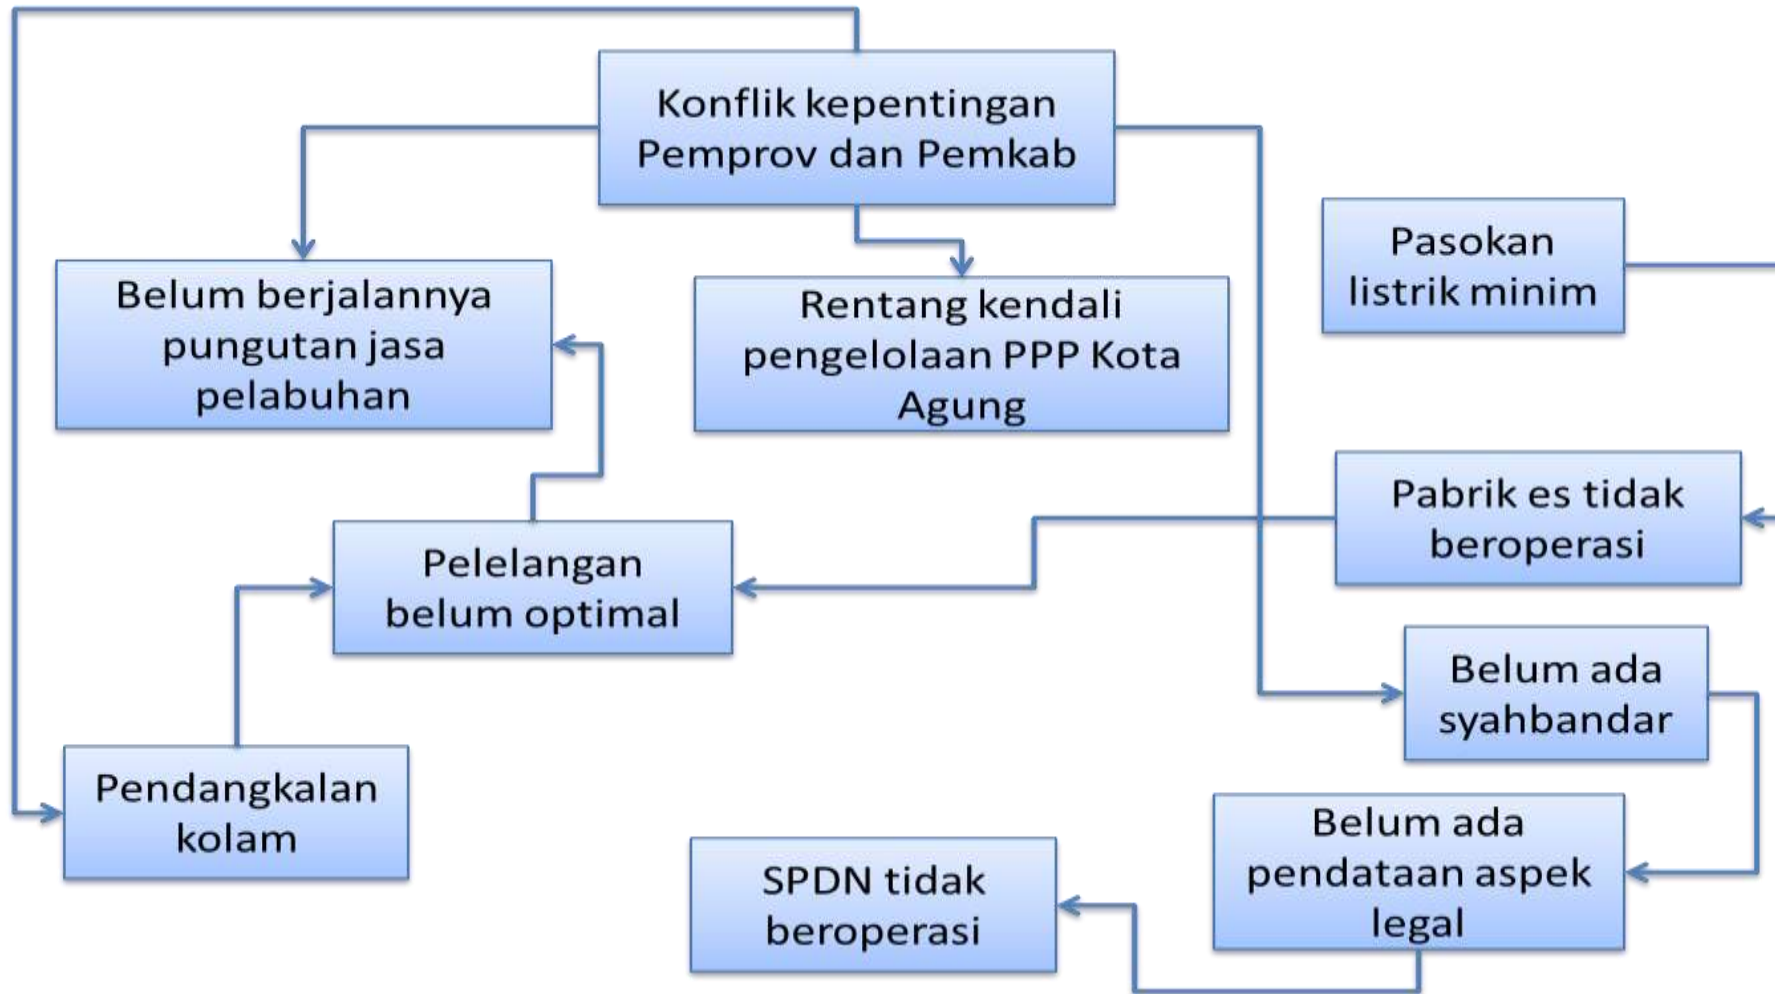 Konflik kepentingan
Pemprov dan Pemkab
Pasokan
listrik minim
Belum berjalannya
pungutan jasa
pelabuhan
Rentang kendali
pengelolaan PPP Kota
Agung
Pabrik es tidak
beroperasi
Pelelangan
belum optimal
Belum ada
syahbandar
Pendangkalan
kolam
Belum ada
pendataan aspek
legal
SPDN tidak
beroperasi